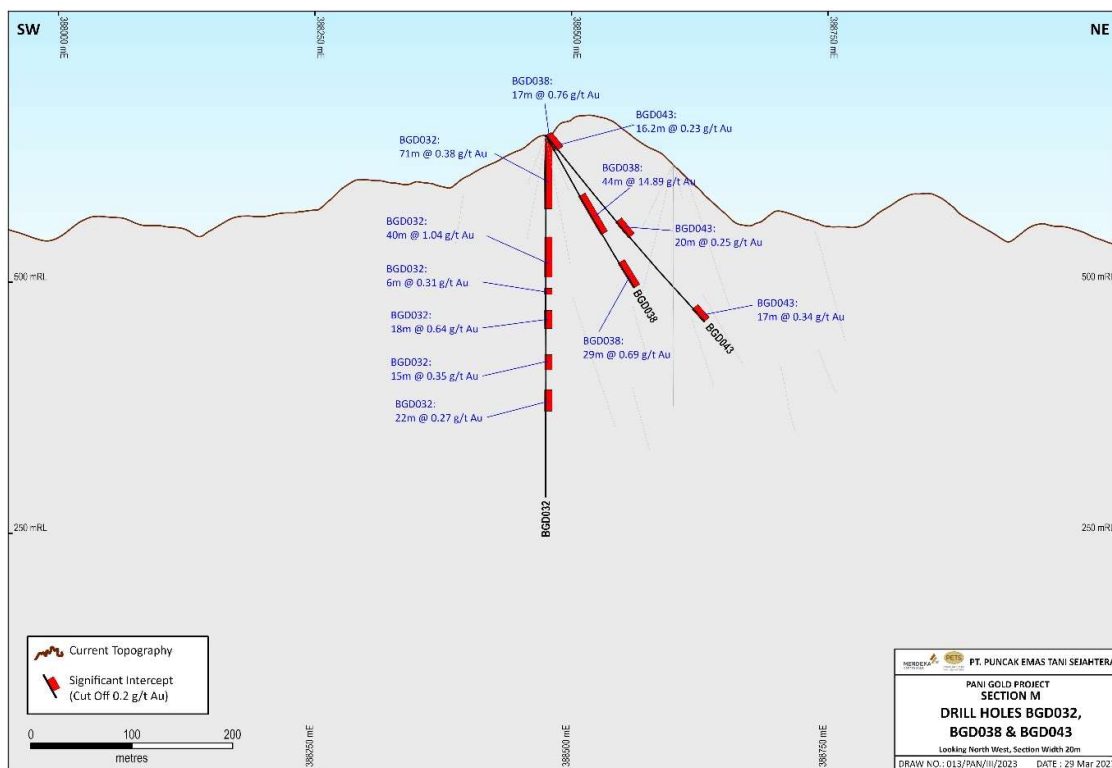 SW
NE
388000 mE
388250 mE
388500 mE
388750 mE
BGD038:
17m @ 0.76 g/t Au
BGD043:
16.2m @ 0.23 g/t Au
BGD032:
71m @ 0.38 g/t Au
BGD038:
44m @ 14.89 g/t Au
BGD032:
40m @ 1.04 g/t Au
BGD043:
20m @ 0.25 g/t Au
500 mRL
500 mRL
BGD032:
6m @ 0.31 g/t Au
BGD032:
18m @ 0.64 g/t Au
BGD043:
17m @ 0.34 g/t Au
BGD038
BGD043
BGD038:
29m @ 0.69 g/t Au
BGD032:
15m @ 0.35 g/t Au
BGD032:
22m @ 0.27 g/t Au
BGD032
250 mRL
250 mRL
Current Topography
Significant Intercept
(Cut Off 0.2 g/t Au)
0 100 200
metres
388250 mE
388500 mE
388750 mE
MERDEKA
PETS
PT. PUNCAK EMAS TANI SEJAHTERA
PANI GOLD PROJECT
SECTION M
DRILL HOLES BGD032,
BGD038 & BGD043
Looking North West, Section Width 20m
DRAW NO.: 013/PAN/III/2023 DATE : 29 Mar 202